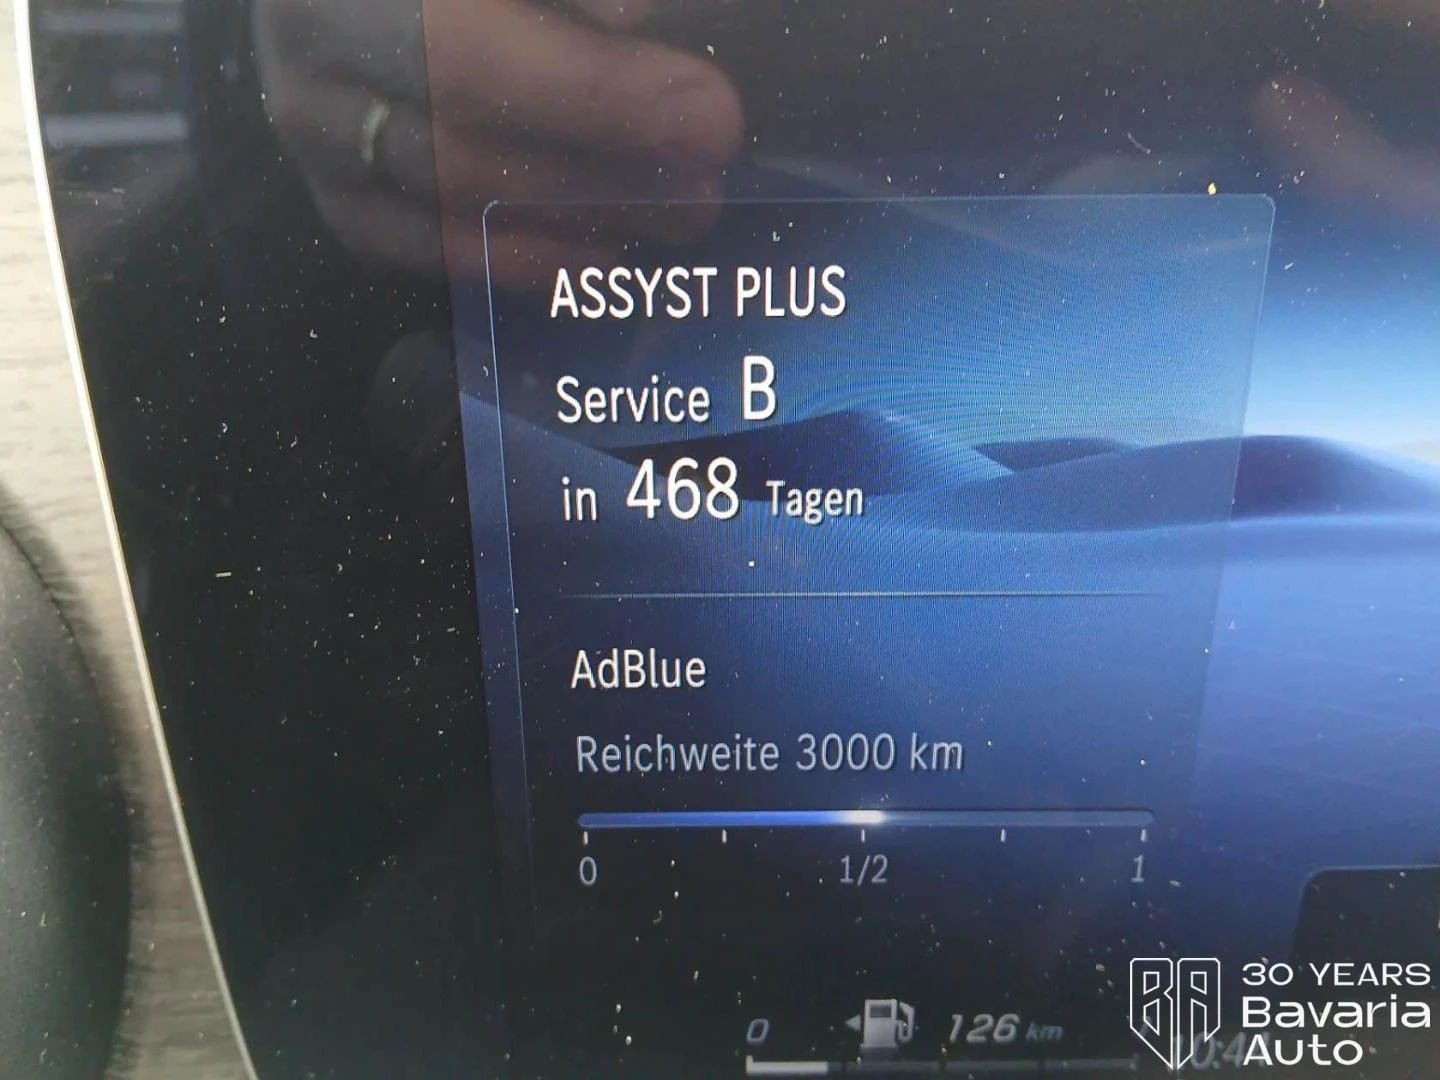 ASSYST PLUS
Service B
in 468 Tagen
AdBlue
Reichweite 3000 km
0 1/2 1
0 126 km
30 YEARS
Bavaria
Auto
BA